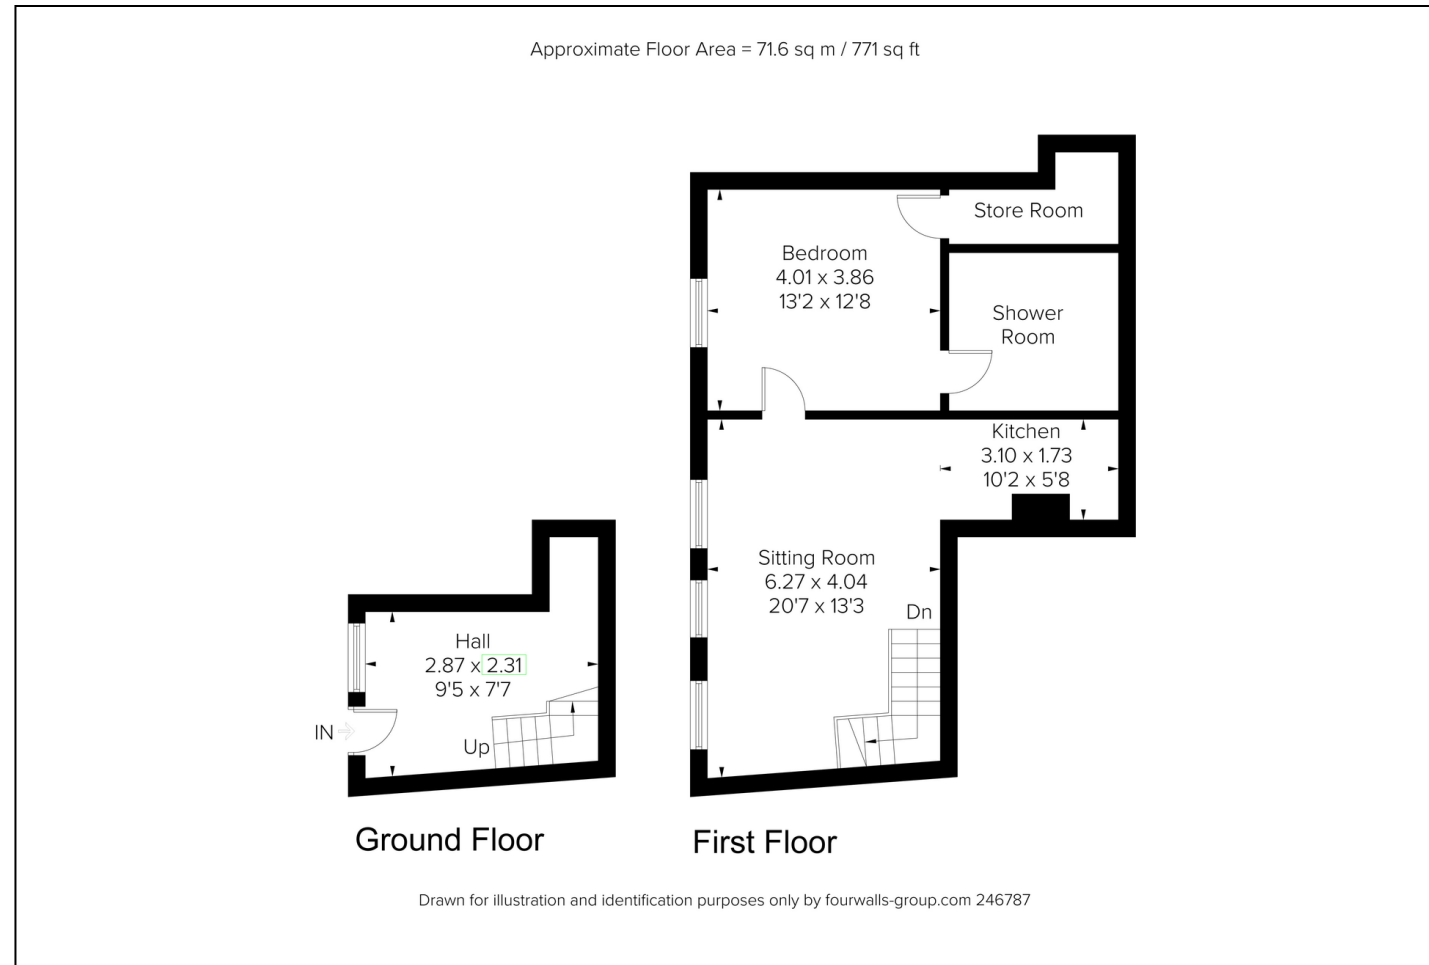 Approximate Floor Area = 71.6 sq m / 771 sq ft
Store Room
Bedroom
4.01 x 3.86
13'2 x 12'8
Shower
Room
Kitchen
3.10 x 1.73
10'2 x 5'8
Sitting Room
6.27 x 4.04
20'7 x 13'3
Dn
Hall
2.87 x 2.31
9'5 x 7'7
IN
Up
Ground Floor
First Floor
Drawn for illustration and identification purposes only by fourwalls-group.com 246787